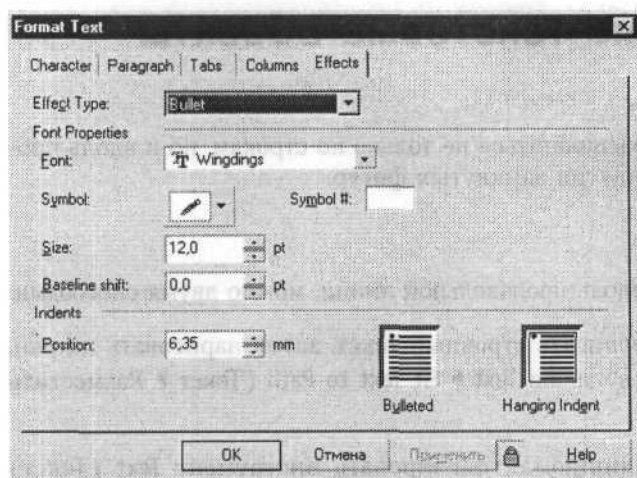 Format Text
Character Paragraph Tabs Columns Effects
Effect Type: Bullet
Font Properties
Font: Wingdings
Symbol: Symbol #:
Size: 12,0 pt
Baseline shift: 0,0 pt
Indents
Position: 6,35 mm
Bulleted Hanging Indent
OK Отмена Применить Help